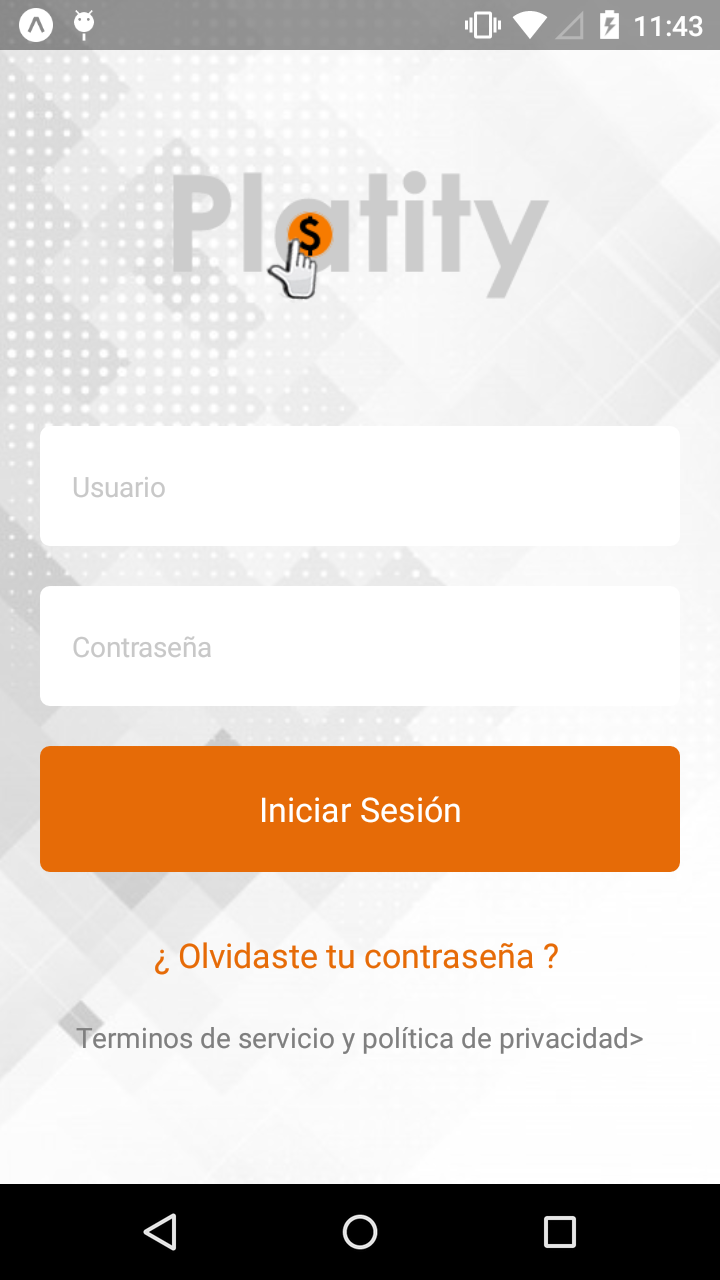 11:43
Platity
$
Usuario
Contraseña
Iniciar Sesión
¿ Olvidaste tu contraseña ?
Terminos de servicio y política de privacidad>